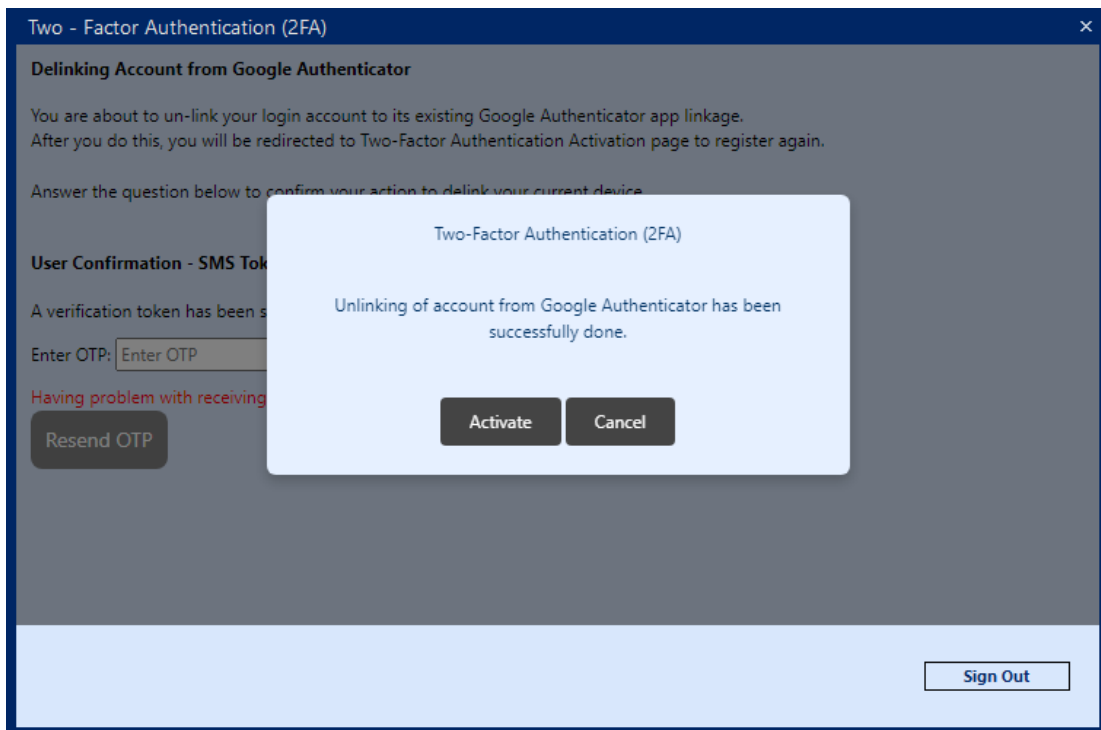 Two - Factor Authentication (2FA) ×
Delinking Account from Google Authenticator
You are about to un-link your login account to its existing Google Authenticator app linkage.
After you do this, you will be redirected to Two-Factor Authentication Activation page to register again.
Answer the question below to confirm your action to delink your current device
User Confirmation - SMS Tok
A verification token has been s
Enter OTP: Enter OTP
Having problem with receiving
Resend OTP
Two-Factor Authentication (2FA)
Unlinking of account from Google Authenticator has been
successfully done.
Activate Cancel
Sign Out